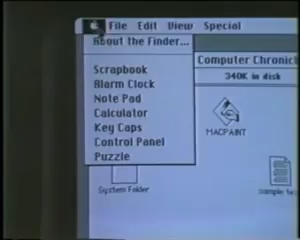 File Edit View Special
About the Finder...
Scrapbook
Alarm Clock
Note Pad
Calculator
Key Caps
Control Panel
Puzzle
Computer Chronic
340K in disk
MACPAINT
System Folder
sample